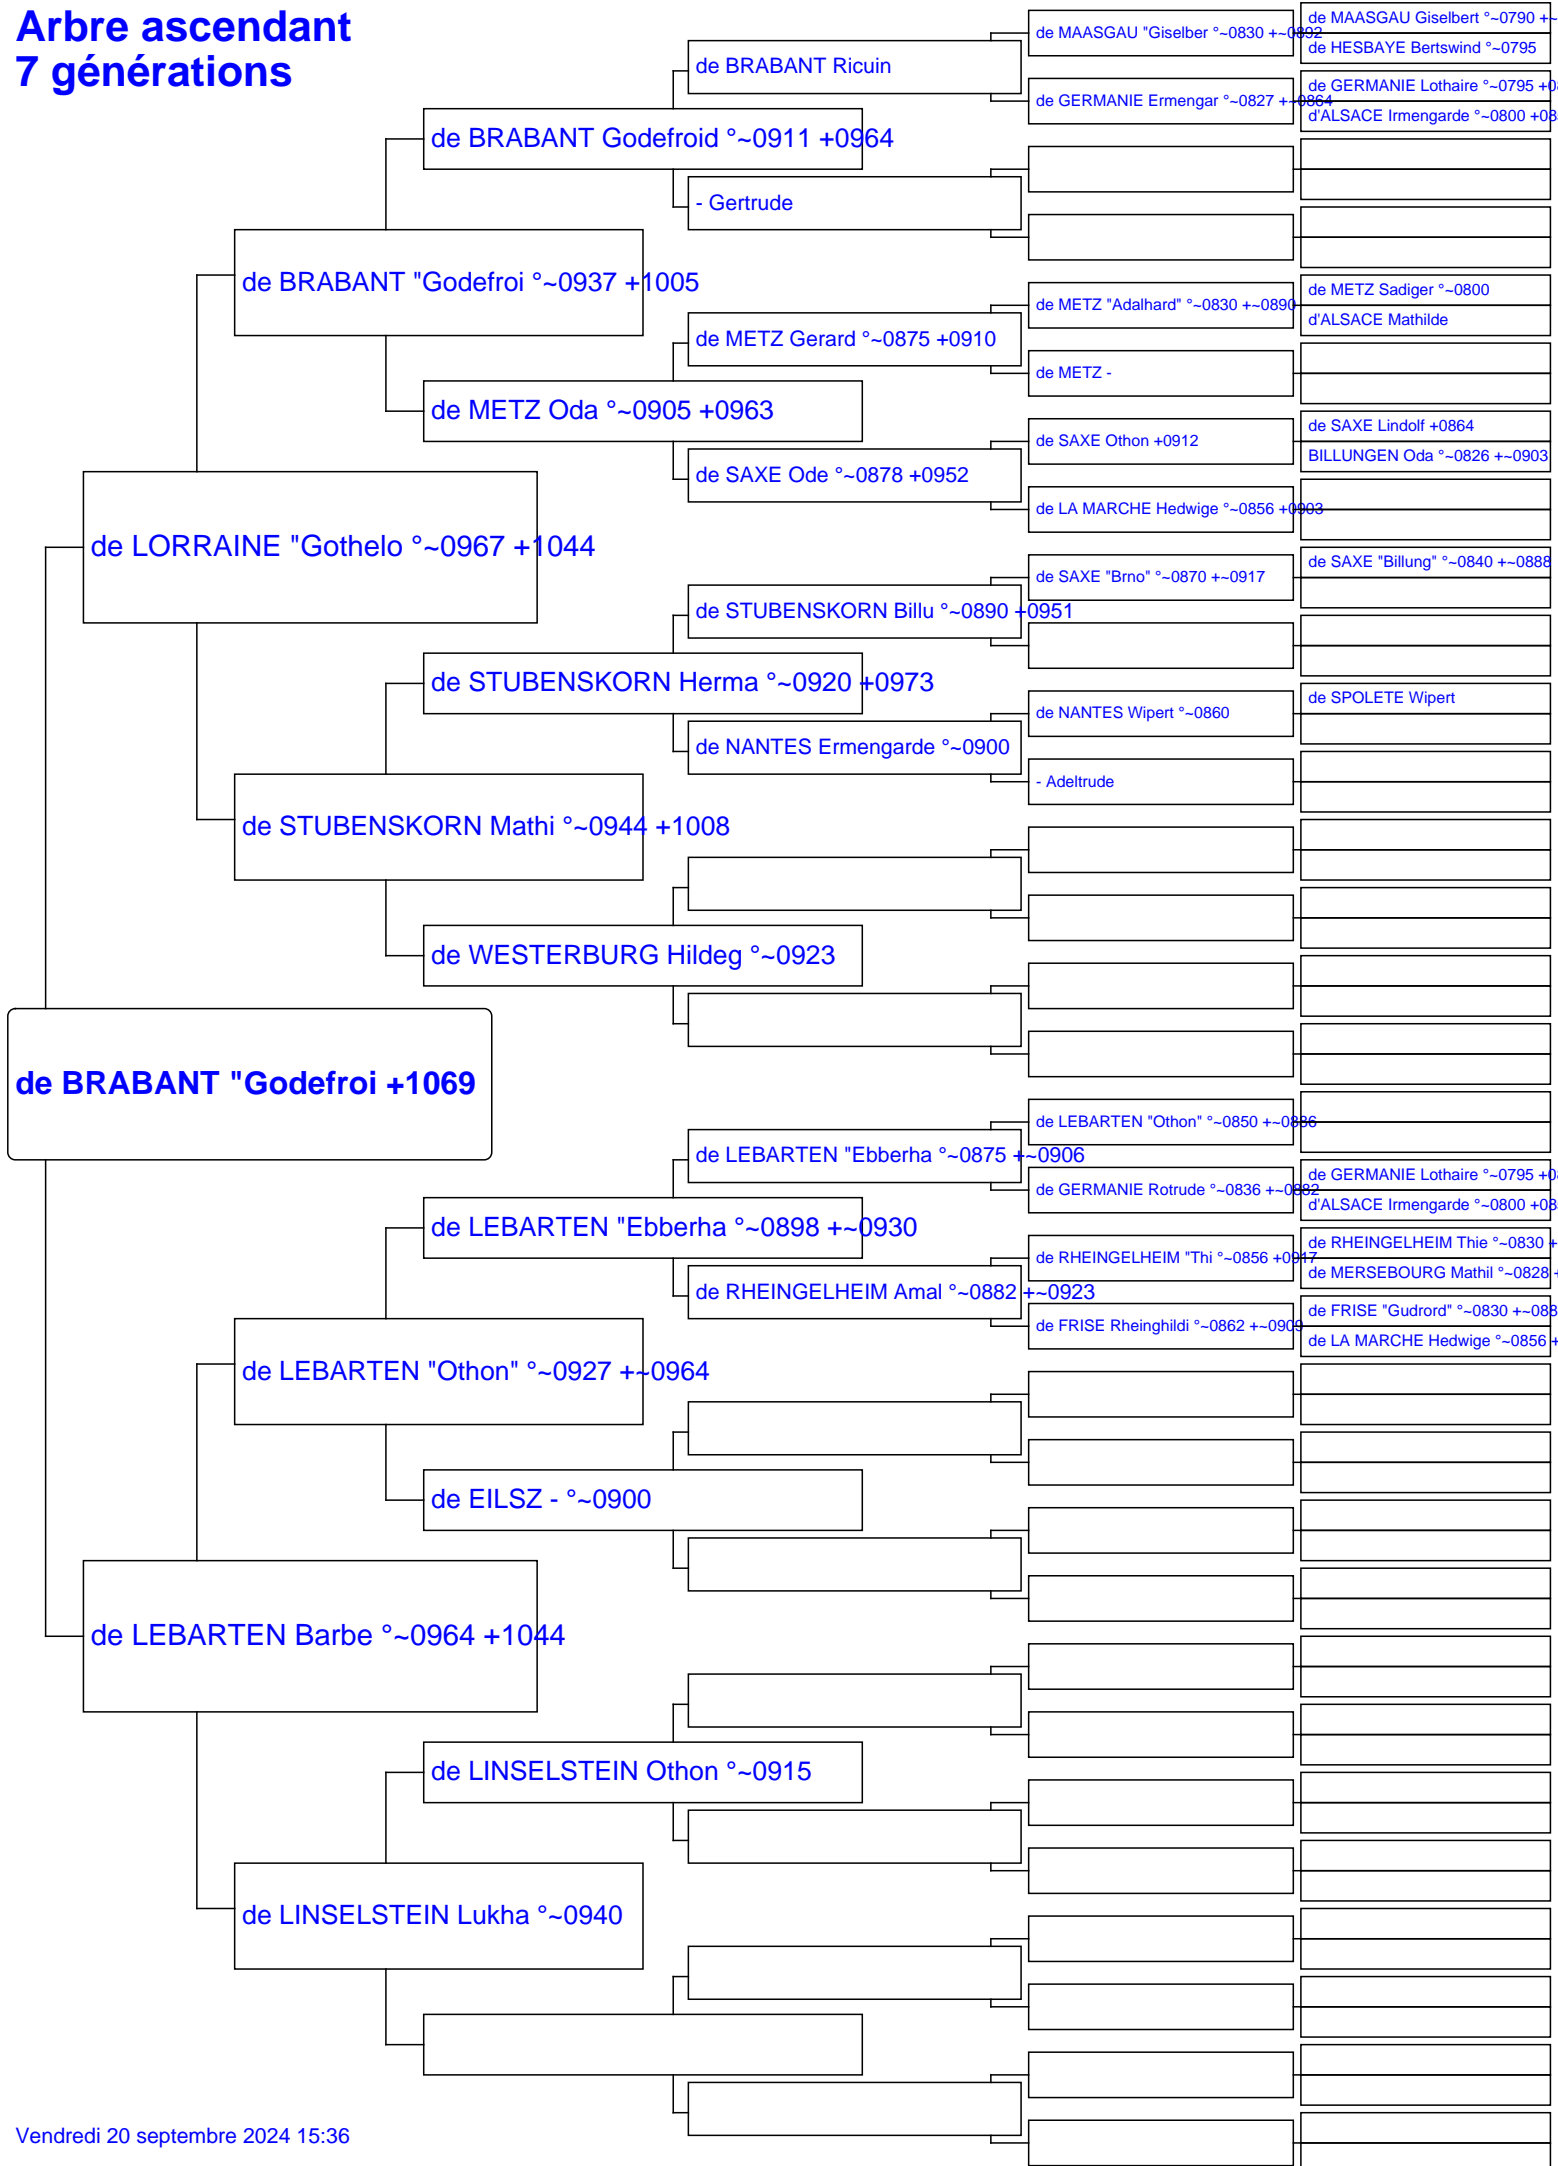 Arbre ascendant
7 générations
de MAASGAU Giselbert °~0790 +~
de MAASGAU "Giselber °~0830 +~0892
de HESBAYE Bertswind °~0795
de BRABANT Ricuin
de GERMANIE Lothaire °~0795 +08
de GERMANIE Ermengar °~0827 +~0864
d'ALSACE Irmengarde °~0800 +08
de BRABANT Godefroid °~0911 +0964
- Gertrude
de BRABANT "Godefroi °~0937 +1005
de METZ Sadiger °~0800
de METZ "Adalhard" °~0830 +~0890
d'ALSACE Mathilde
de METZ Gerard °~0875 +0910
de METZ -
de METZ Oda °~0905 +0963
de SAXE Lindolf +0864
de SAXE Othon +0912
BILLUNGEN Oda °~0826 +~0903
de SAXE Ode °~0878 +0952
de LA MARCHE Hedwige °~0856 +0903
de LORRAINE "Gothelo °~0967 +1044
de SAXE "Billung" °~0840 +~0888
de SAXE "Brno" °~0870 +~0917
de STUBENSKORN Billu °~0890 +0951
de STUBENSKORN Herma °~0920 +0973
de SPOLETE Wipert
de NANTES Wipert °~0860
de NANTES Ermengarde °~0900
- Adeltrude
de STUBENSKORN Mathi °~0944 +1008
de WESTERBURG Hildeg °~0923
de BRABANT "Godefroi +1069
de LEBARTEN "Othon" °~0850 +~0886
de LEBARTEN "Ebberha °~0875 +~0906
de GERMANIE Lothaire °~0795 +08
de GERMANIE Rotrude °~0836 +~0882
d'ALSACE Irmengarde °~0800 +08
de LEBARTEN "Ebberha °~0898 +~0930
de RHEINGELHEIM Thie °~0830 +
de RHEINGELHEIM "Thi °~0856 +0917
de MERSEBOURG Mathil °~0828 +
de RHEINGELHEIM Amal °~0882 +~0923
de FRISE "Gudrord" °~0830 +~088
de FRISE Rheinghildi °~0862 +~0909
de LA MARCHE Hedwige °~0856 +
de LEBARTEN "Othon" °~0927 +~0964
de EILSZ - °~0900
de LEBARTEN Barbe °~0964 +1044
de LINSELSTEIN Othon °~0915
de LINSELSTEIN Lukha °~0940
Vendredi 20 septembre 2024 15:36